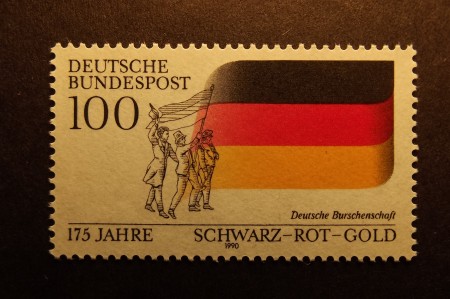 DEUTSCHE
BUNDESPOST
100
Deutsche Burschenschaft
175 JAHRE SCHWARZ-ROT-GOLD
1990